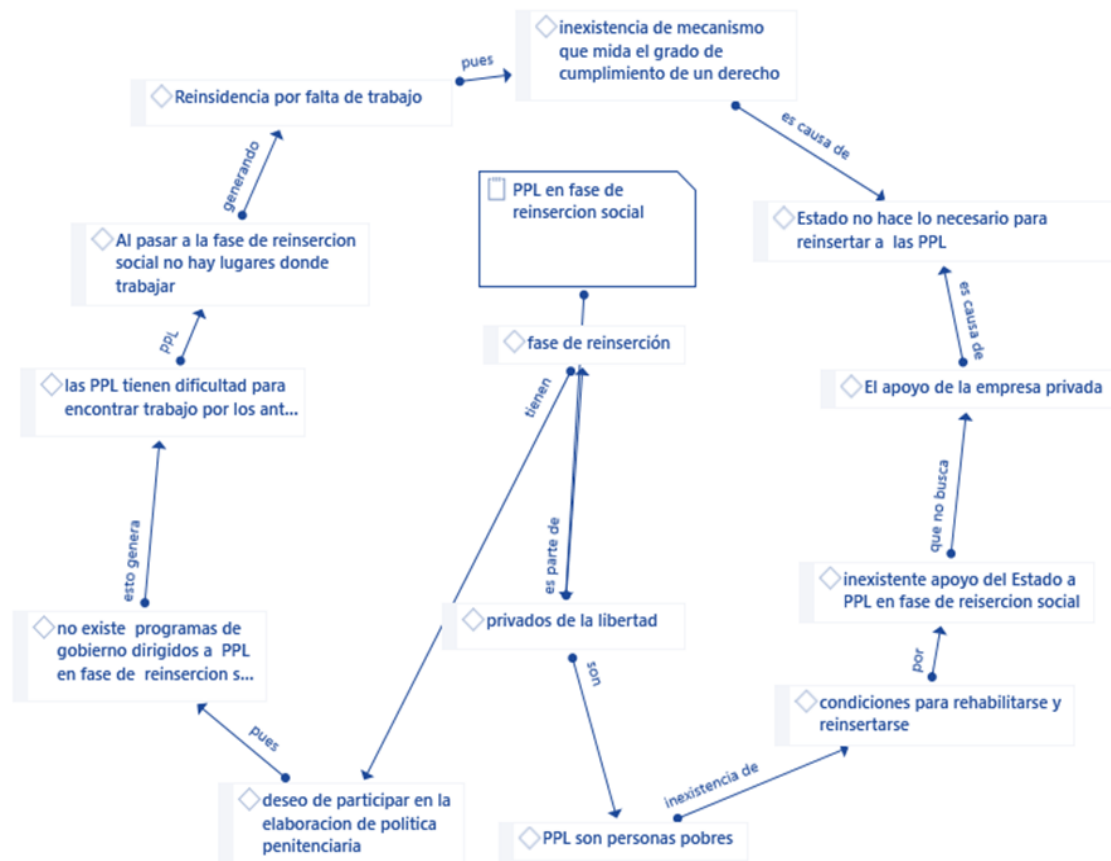 inexistencia de mecanismo
que mida el grado de
cumplimiento de un derecho
pues
Reinsidencia por falta de trabajo
es causa de
generando
PPL en fase de
reinsercion social
Estado no hace lo necesario para
reinsertar a  las PPL
Al pasar a la fase de reinsercion
social no hay lugares donde
trabajar
es causa de
PPL
fase de reinserción
las PPL tienen dificultad para
encontrar trabajo por los ant...
tienen
El apoyo de la empresa privada
que no busca
esto genera
es parte de
inexistente apoyo del Estado a
PPL en fase de reisercion social
no existe  programas de
gobierno dirigidos a  PPL
en fase de  reinsercion s...
privados de la libertad
son
por
condiciones para rehabilitarse y
reinsertarse
pues
inexistencia de
deseo de participar en la
elaboracion de politica
penitenciaria
PPL son personas pobres